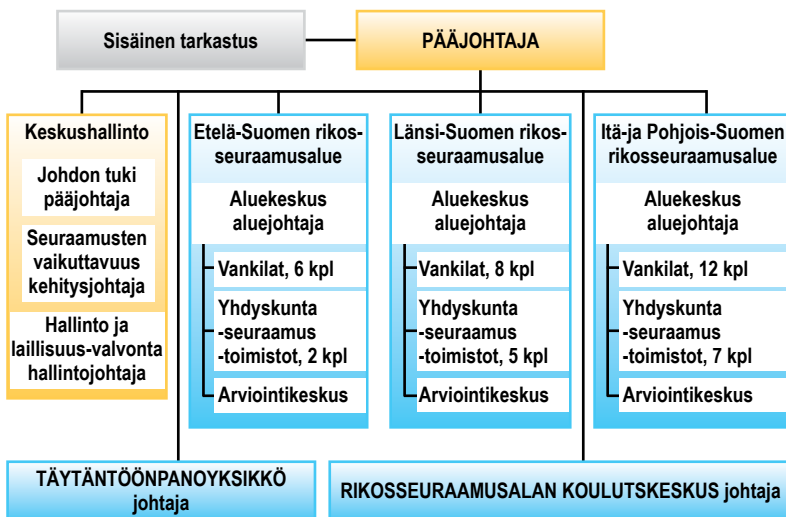 Sisäinen tarkastus
PÄÄJOHTAJA
Keskushallinto
Johdon tuki
pääjohtaja
Seuraamusten
vaikuttavuus
kehitysjohtaja
Hallinto ja
laillisuus-valvonta
hallintojohtaja
Etelä-Suomen rikos-
seuraamusalue
Aluekeskus
aluejohtaja
Vankilat, 6 kpl
Yhdyskunta
-seuraamus
-toimistot, 2 kpl
Arviointikeskus
Länsi-Suomen rikos-
seuraamusalue
Aluekeskus
aluejohtaja
Vankilat, 8 kpl
Yhdyskunta
-seuraamus
-toimistot, 5 kpl
Arviointikeskus
Itä-ja Pohjois-Suomen
rikosseuraamusalue
Aluekeskus
aluejohtaja
Vankilat, 12 kpl
Yhdyskunta
-seuraamus
-toimistot, 7 kpl
Arviointikeskus
TÄYTÄNTÖÖNPANOYKSIKKÖ
johtaja
RIKOSSEURAAMUSALAN KOULUTSKESKUS johtaja